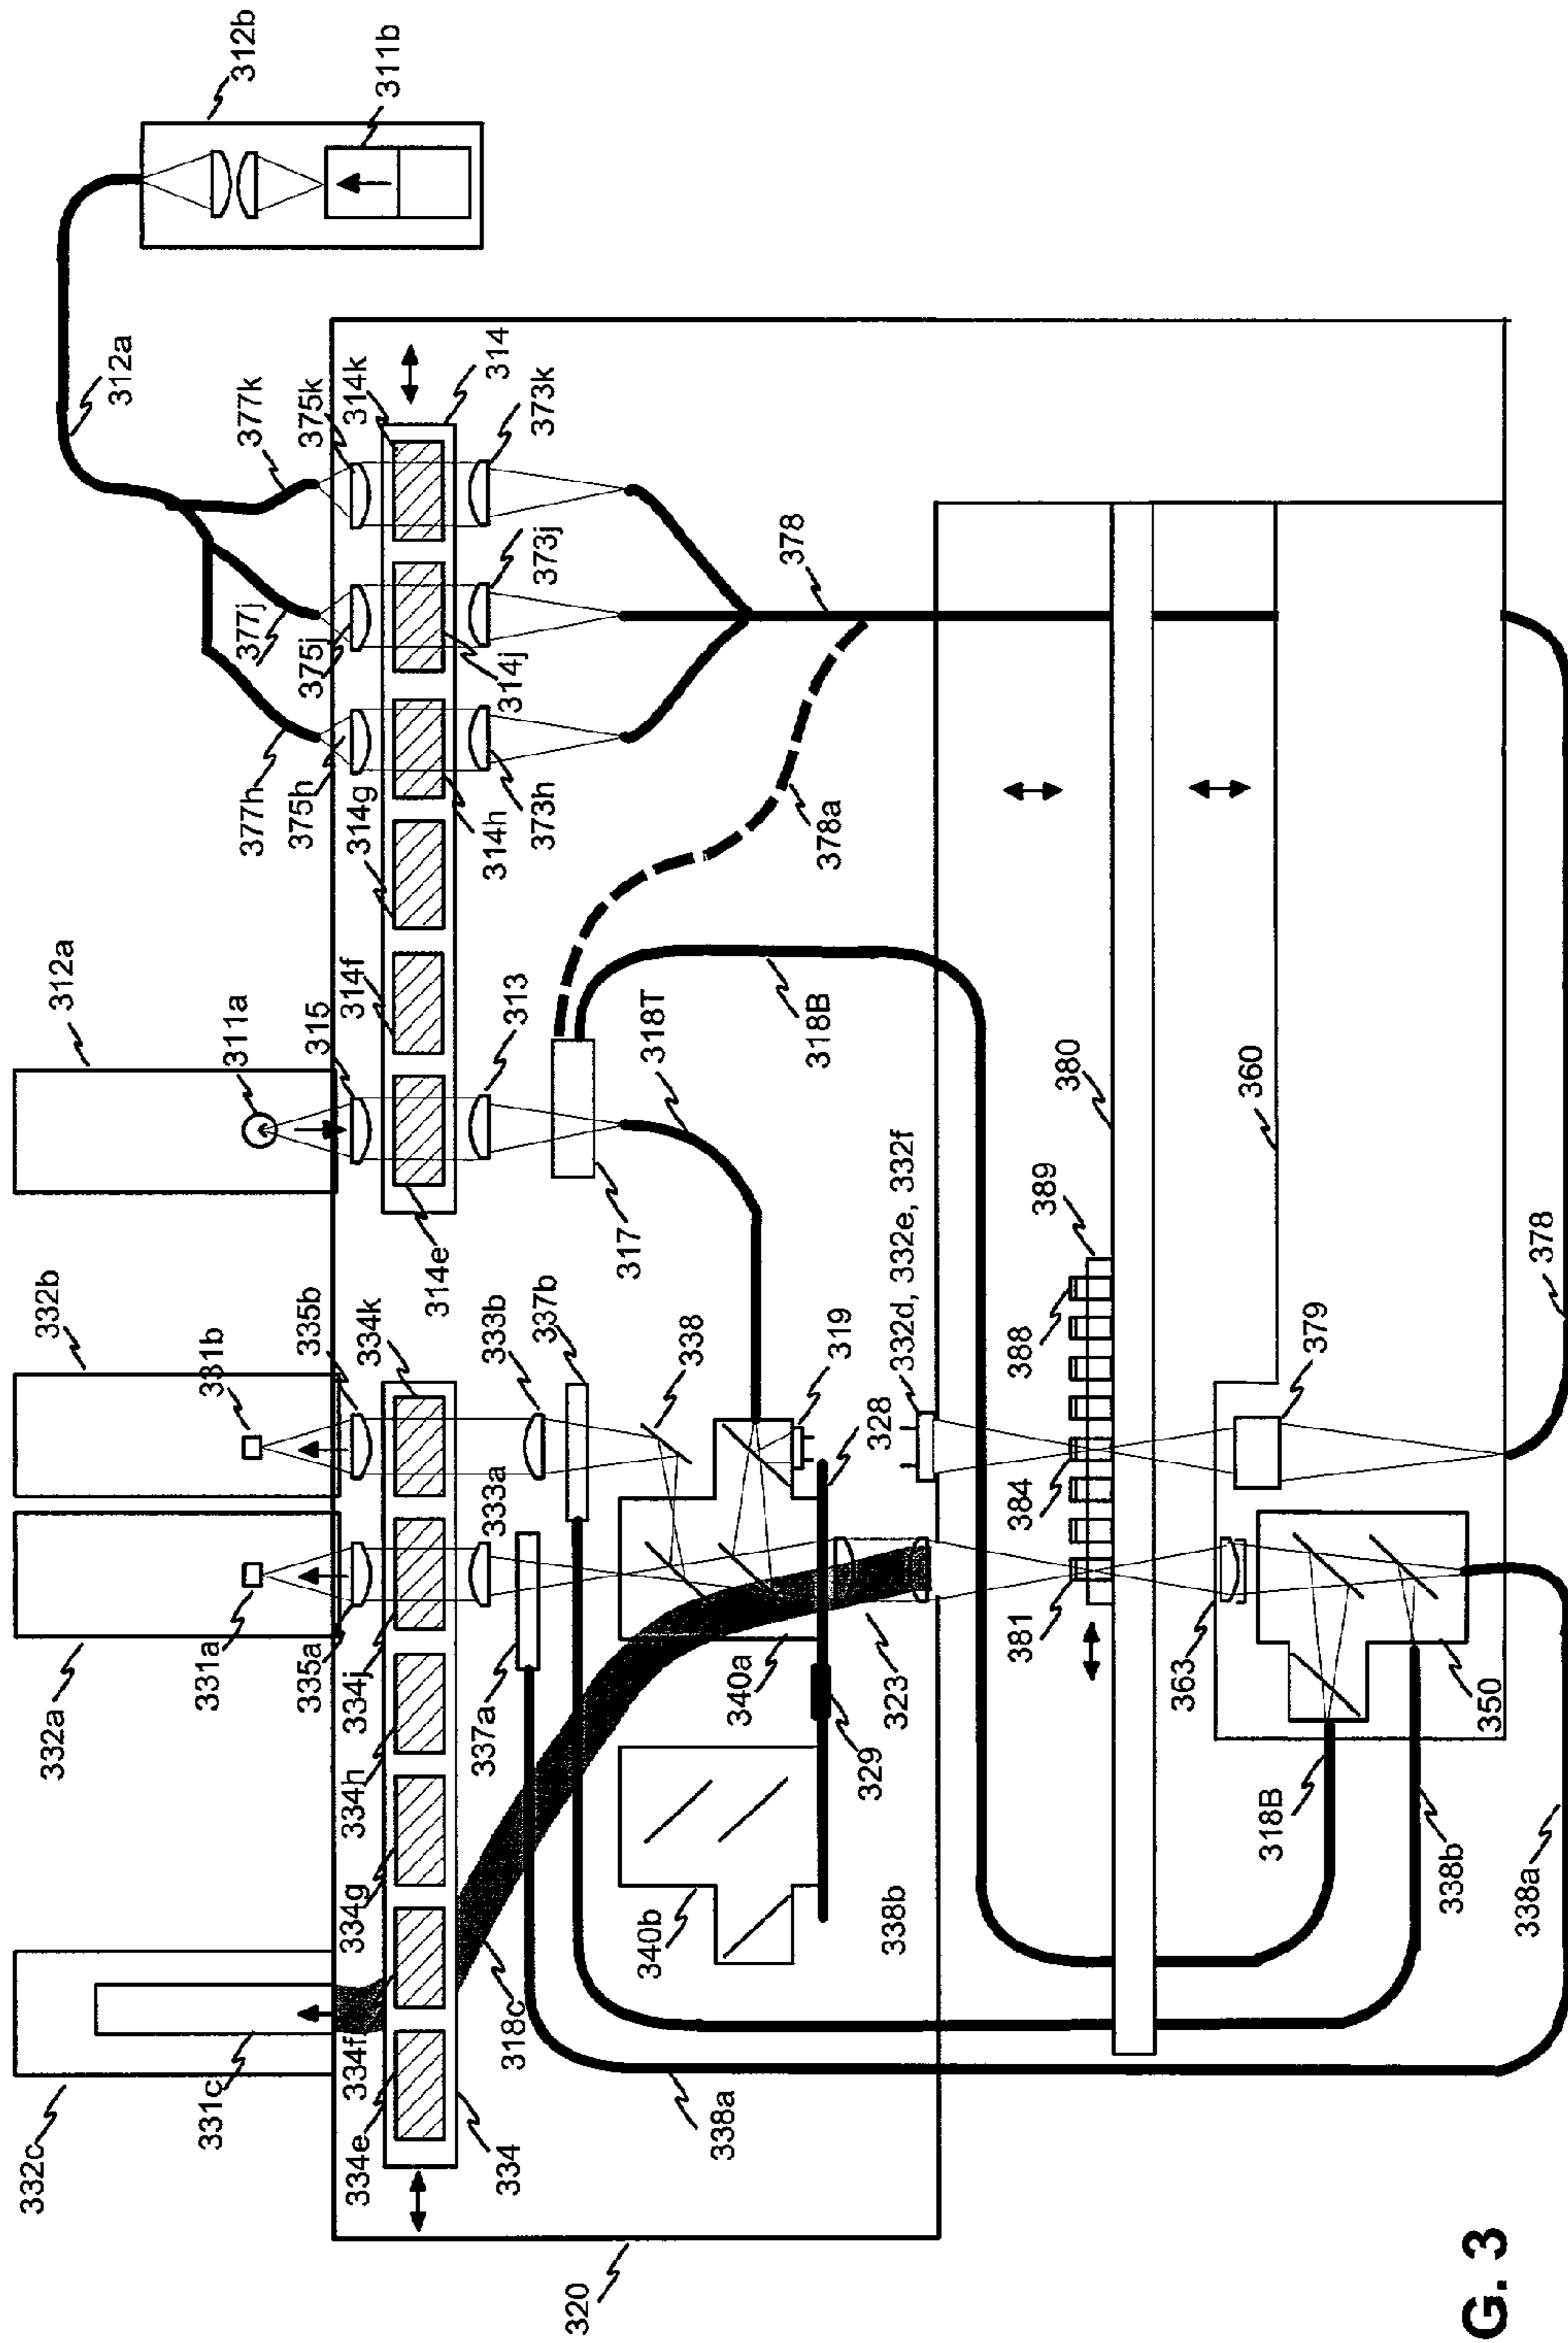 332c
332a
332b
312a
312b
331c
331a
331b
311a
311b
312a
335a
335b
315
377h
377j
377k
375h
375j
375k
334e
334f
334g
334h
334j
334k
314f
314g
314k
314
334
314e
314h
314j
318c
337a
333a
333b
337b
313
373h
373j
373k
320
338a
340b
340a
338
317
318T
318B
378a
378
338b
329
323
319
328
332d, 332e, 332f
381
384
388
389
380
363
379
360
318B
338b
350
338a
378
G. 3